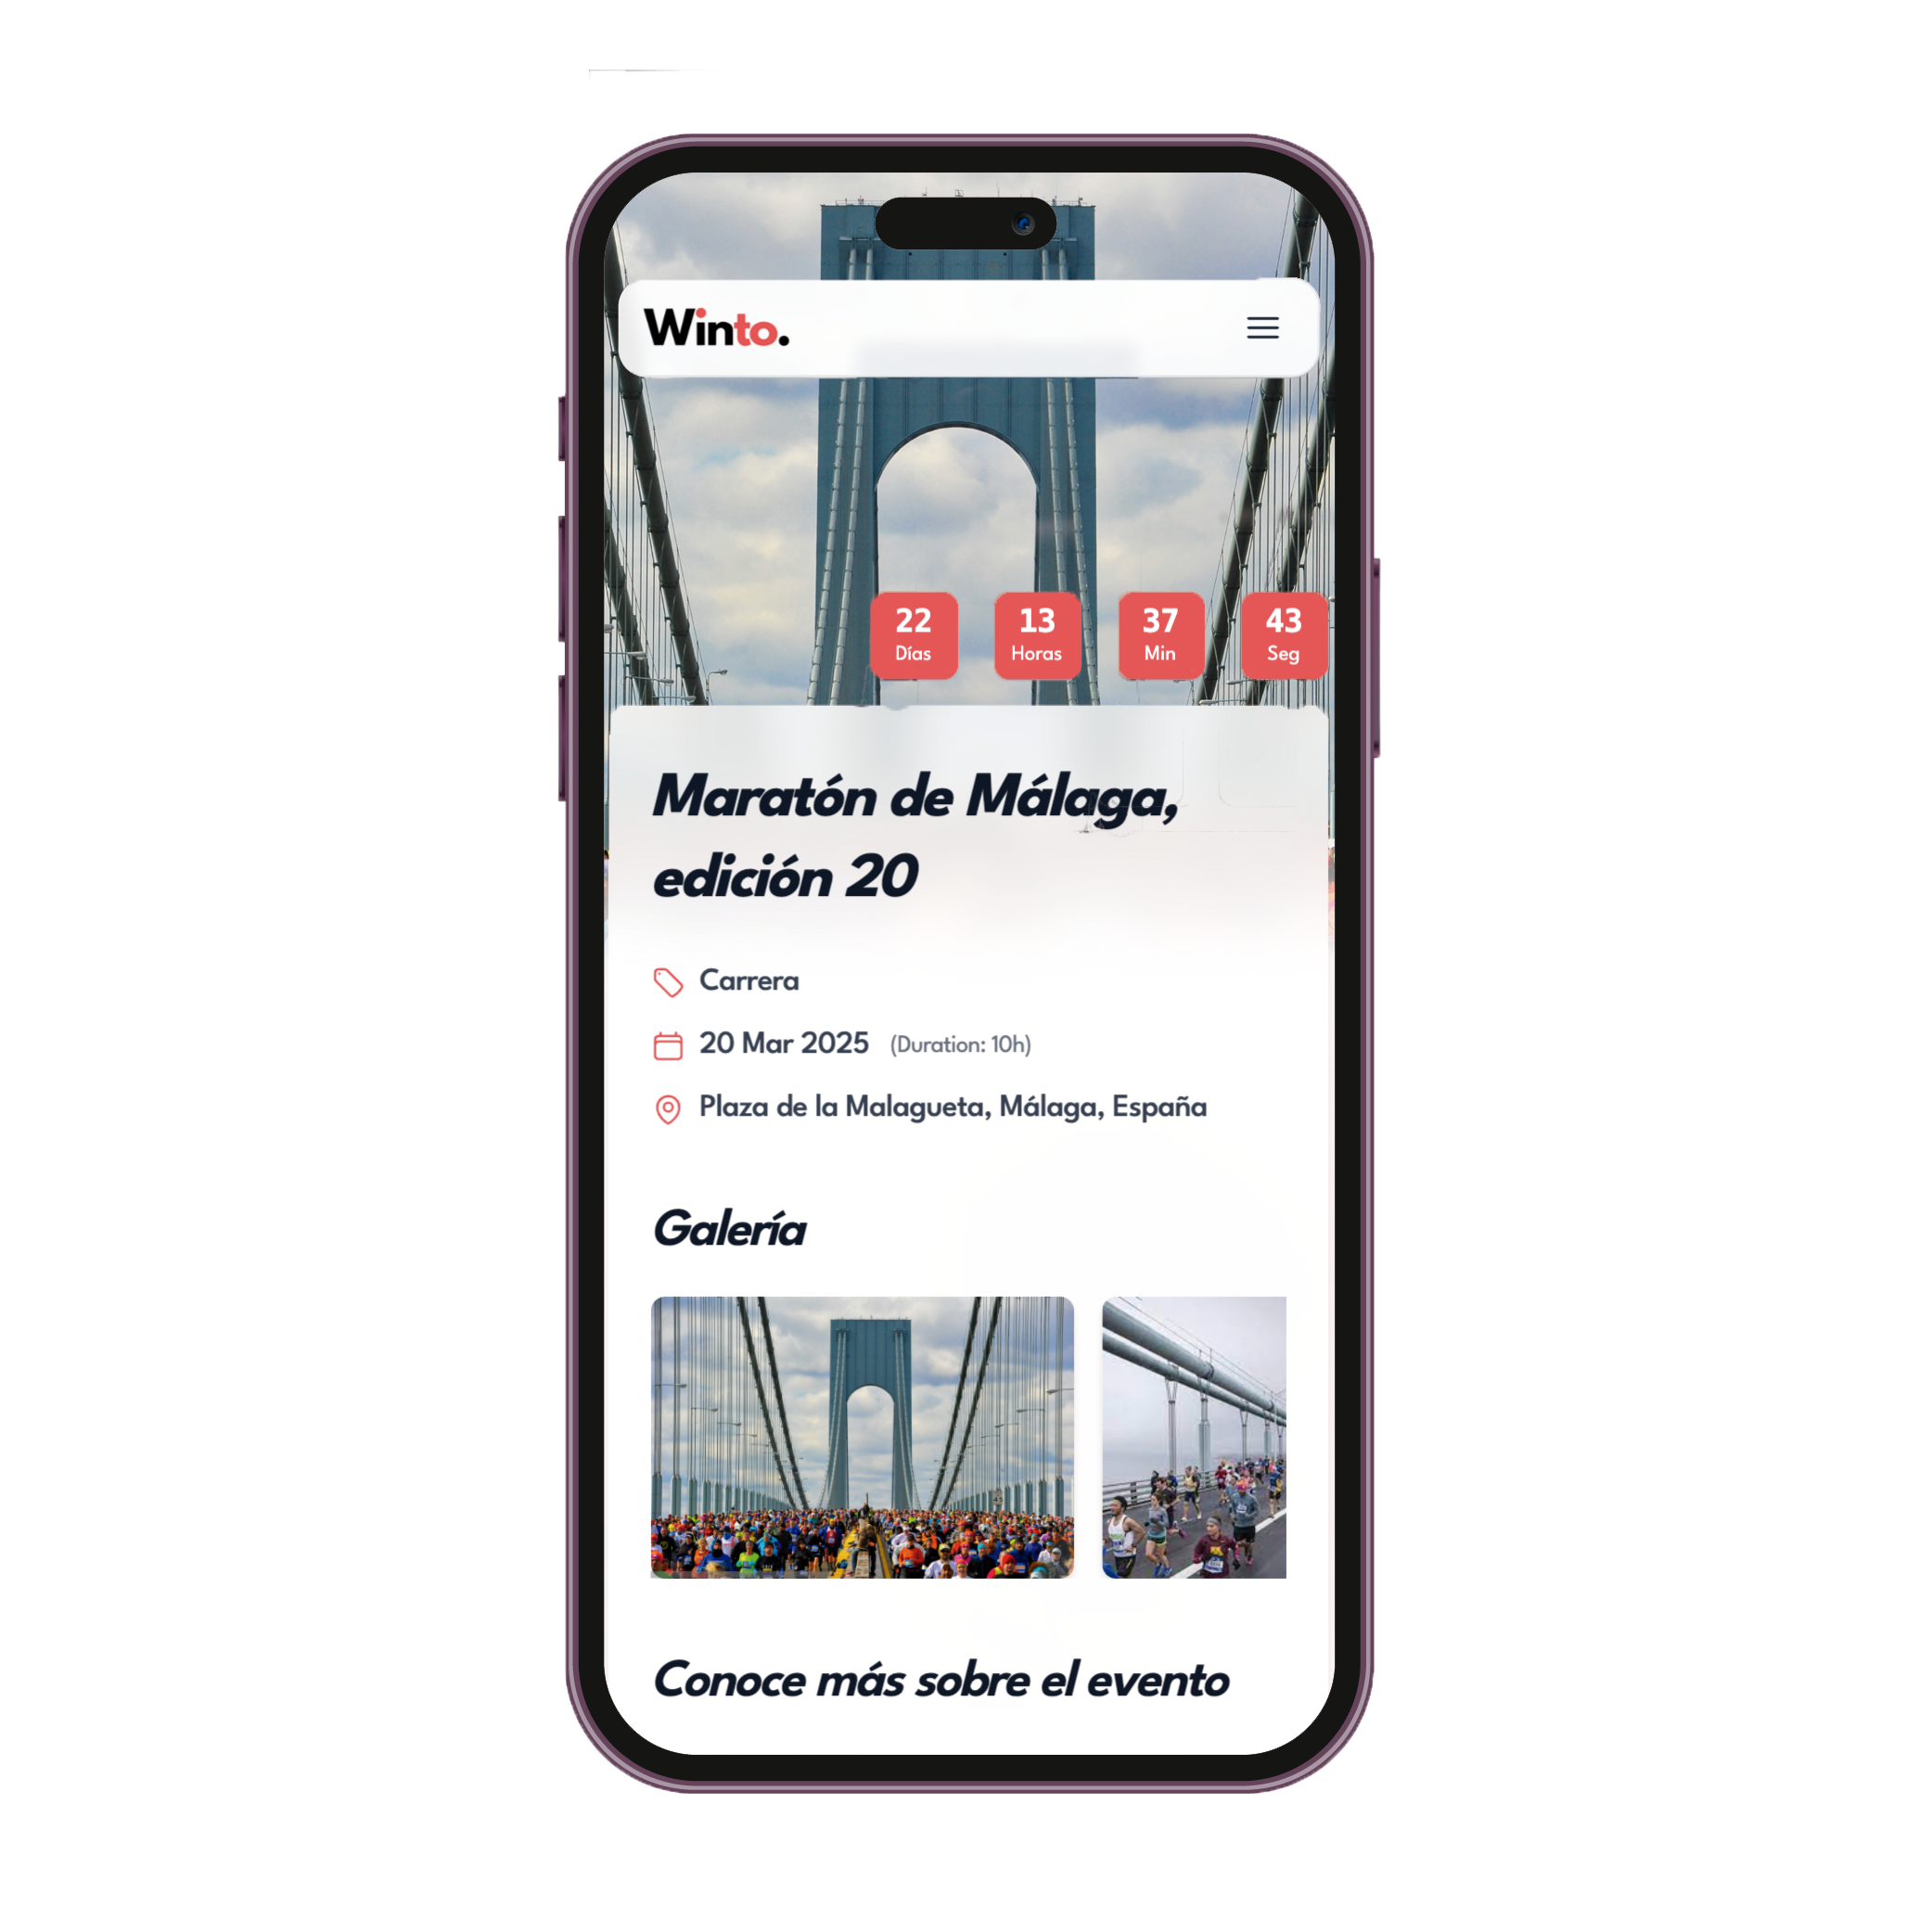 Winto.
22 13 37 43
Días Horas Min Seg
Maratón de Málaga,
edición 20
Carrera
20 Mar 2025 (Duration: 10h)
Plaza de la Malagueta, Málaga, España
Galería
Conoce más sobre el evento